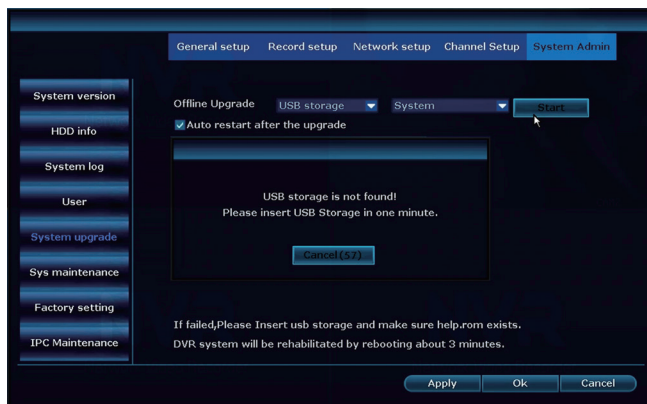 General setup Record setup Network setup Channel Setup System Admin
System version
HDD info
System log
User
System upgrade
Sys maintenance
Factory setting
IPC Maintenance
Offline Upgrade USB storage System Start
Auto restart after the upgrade
USB storage is not found!
Please insert USB Storage in one minute.
Cancel(57)
If failed,Please Insert usb storage and make sure help.rom exists.
DVR system will be rehabilitated by rebooting about 3 minutes.
Apply Ok Cancel